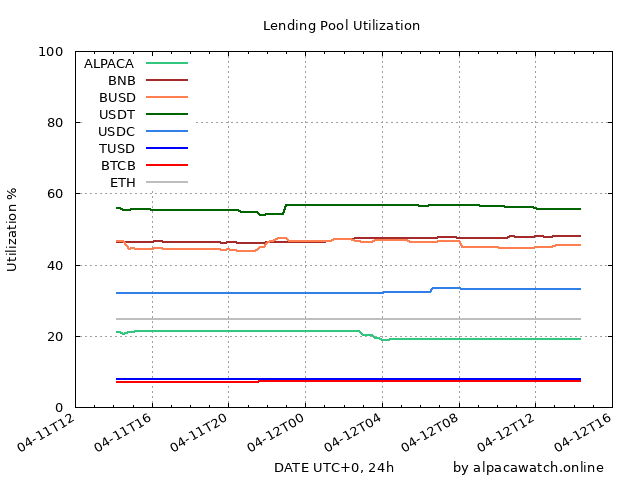 Lending Pool Utilization
100
80
60
40
20
0
Utilization %
ALPACA
BNB
BUSD
USDT
USDC
TUSD
BTCB
ETH
04-11T12
04-11T16
04-11T20
04-12T00
04-12T04
04-12T08
04-12T12
04-12T16
DATE UTC+0, 24h
by alpacawatch.online